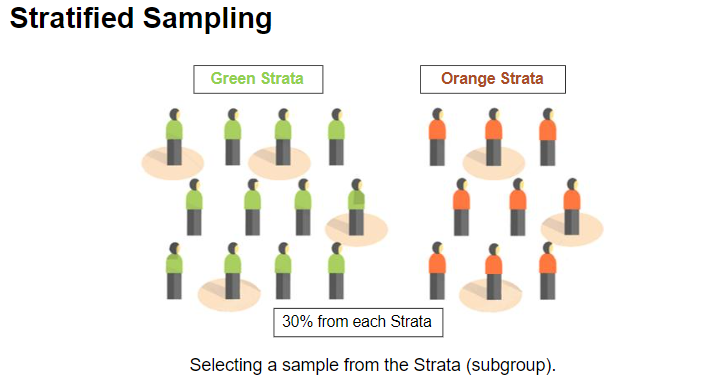 Stratified Sampling
Green Strata
Orange Strata
30% from each Strata
Selecting a sample from the Strata (subgroup).